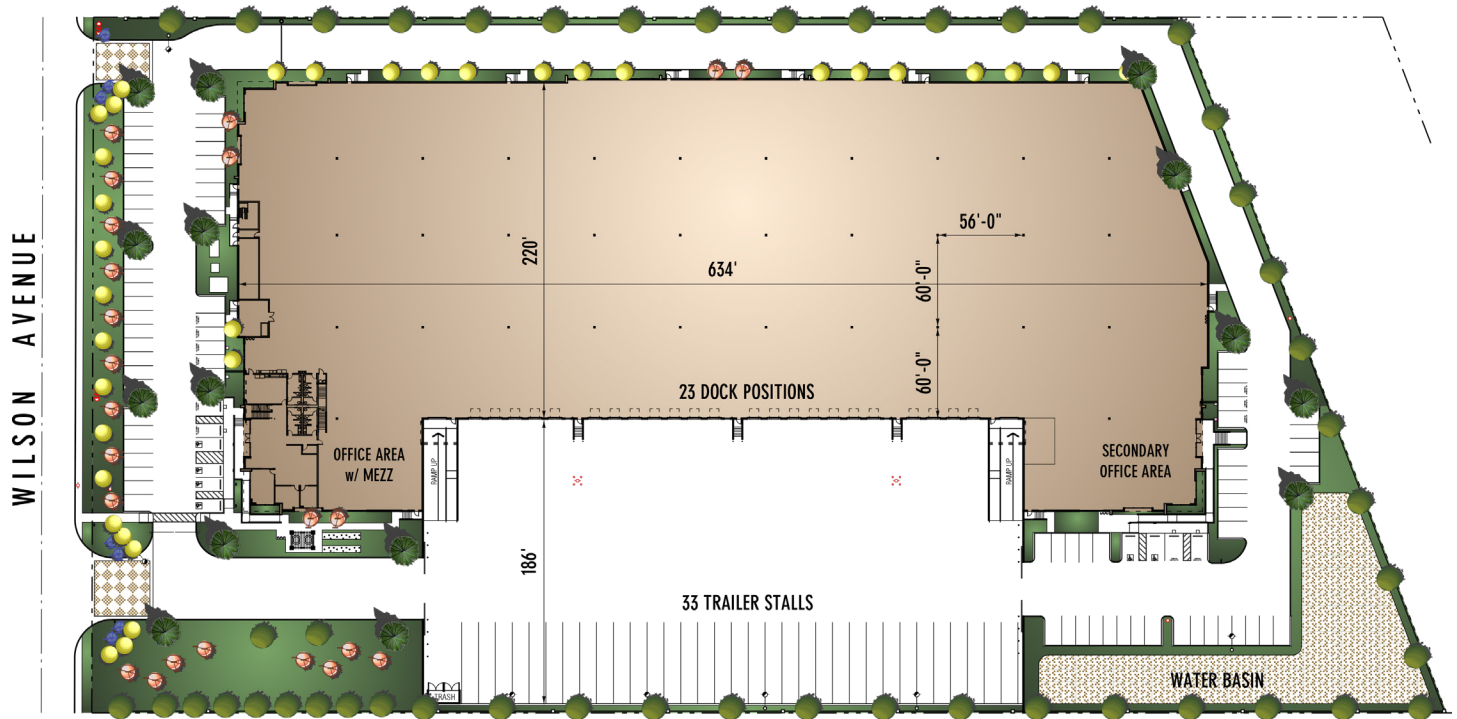 WILSON AVENUE
220'
634'
56'-0"
60'-0"
60'-0"
23 DOCK POSITIONS
OFFICE AREA
w/ MEZZ
RAMP UP
RAMP UP
SECONDARY
OFFICE AREA
186'
33 TRAILER STALLS
TRASH
WATER BASIN